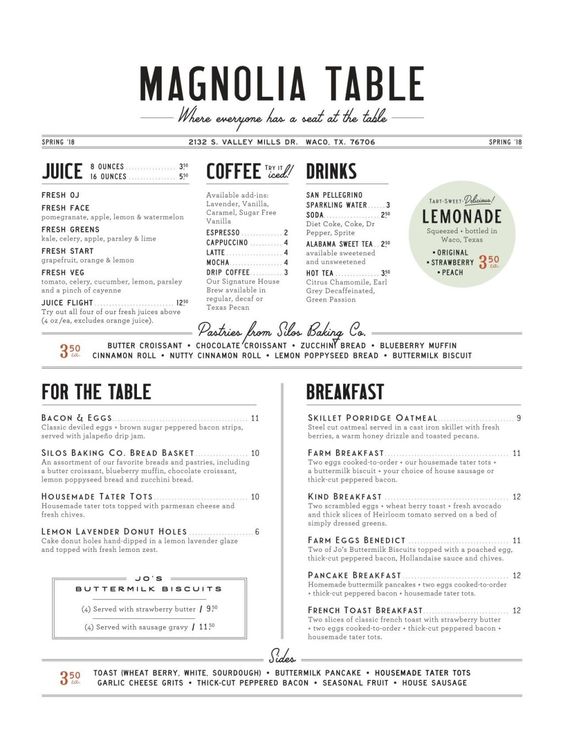 MAGNOLIA TABLE
Where everyone has a seat at the table
SPRING '18 2132 S. VALLEY MILLS DR. WACO, TX. 76706 SPRING '18
JUICE 8 OUNCES 3.50
16 OUNCES 5.50
FRESH OJ
FRESH FACE
pomegranate, apple, lemon & watermelon
FRESH GREENS
kale, celery, apple, parsley & lime
FRESH START
grapefruit, orange & lemon
FRESH VEG
tomato, celery, cucumber, lemon, parsley
and a pinch of cayenne
JUICE FLIGHT 12.50
Try out all four of our fresh juices above
(4 oz/ea, excludes orange juice).
COFFEE TRY IT iced!
Available add-ins:
Lavender, Vanilla,
Caramel, Sugar Free
Vanilla
ESPRESSO 2
CAPPUCCINO 4
LATTE 4
MOCHA 4
DRIP COFFEE 3
Our Signature House
Brew available in
regular, decaf or
Texas Pecan
DRINKS
SAN PELLEGRINO
SPARKLING WATER 3
SODA 2.50
Diet Coke, Coke, Dr
Pepper, Sprite
ALABAMA SWEET TEA 2.50
available sweetened
and unsweetened
HOT TEA 3.50
Citrus Chamomile, Earl
Grey Decaffeinated,
Green Passion
TART-SWEET-Delicious!
LEMONADE
Squeezed + bottled in
Waco, Texas
• ORIGINAL
• STRAWBERRY 3.50 ea.
• PEACH
Pastries from Silos Baking Co.
3.50 ea. BUTTER CROISSANT • CHOCOLATE CROISSANT • ZUCCHINI BREAD • BLUEBERRY MUFFIN
CINNAMON ROLL • NUTTY CINNAMON ROLL • LEMON POPPYSEED BREAD • BUTTERMILK BISCUIT
FOR THE TABLE
BACON & EGGS 11
Classic deviled eggs + brown sugar peppered bacon strips,
served with jalapeño drip jam.
SILOS BAKING CO. BREAD BASKET 10
An assortment of our favorite breads and pastries, including
a butter croissant, blueberry muffin, chocolate croissant,
lemon poppyseed bread and zucchini bread.
HOUSEMADE TATER TOTS 10
Housemade tater tots topped with parmesan cheese and
fresh chives.
LEMON LAVENDER DONUT HOLES 6
Cake donut holes hand-dipped in a lemon lavender glaze
and topped with fresh lemon zest.
JO'S
BUTTERMILK BISCUITS
(4) Served with strawberry butter / 9.50
(4) Served with sausage gravy / 11.50
BREAKFAST
SKILLET PORRIDGE OATMEAL 9
Steel cut oatmeal served in a cast iron skillet with fresh
berries, a warm honey drizzle and toasted pecans.
FARM BREAKFAST 11
Two eggs cooked-to-order + our housemade tater tots +
a buttermilk biscuit + your choice of house sausage or
thick-cut peppered bacon.
KIND BREAKFAST 12
Two scrambled eggs + wheat berry toast + fresh avocado
and thick slices of Heirloom tomato served on a bed of
simply dressed greens.
FARM EGGS BENEDICT 11
Two of Jo's Buttermilk Biscuits topped with a poached egg,
thick-cut peppered bacon, Hollandaise sauce and chives.
PANCAKE BREAKFAST 12
Homemade buttermilk pancakes + two eggs cooked-to-order
+ thick-cut peppered bacon + housemade tater tots.
FRENCH TOAST BREAKFAST 12
Two slices of classic french toast with strawberry butter
+ two eggs cooked-to-order + thick-cut peppered bacon +
housemade tater tots.
Sides
3.50 ea. TOAST (WHEAT BERRY, WHITE, SOURDOUGH) • BUTTERMILK PANCAKE • HOUSEMADE TATER TOTS
GARLIC CHEESE GRITS • THICK-CUT PEPPERED BACON • SEASONAL FRUIT • HOUSE SAUSAGE